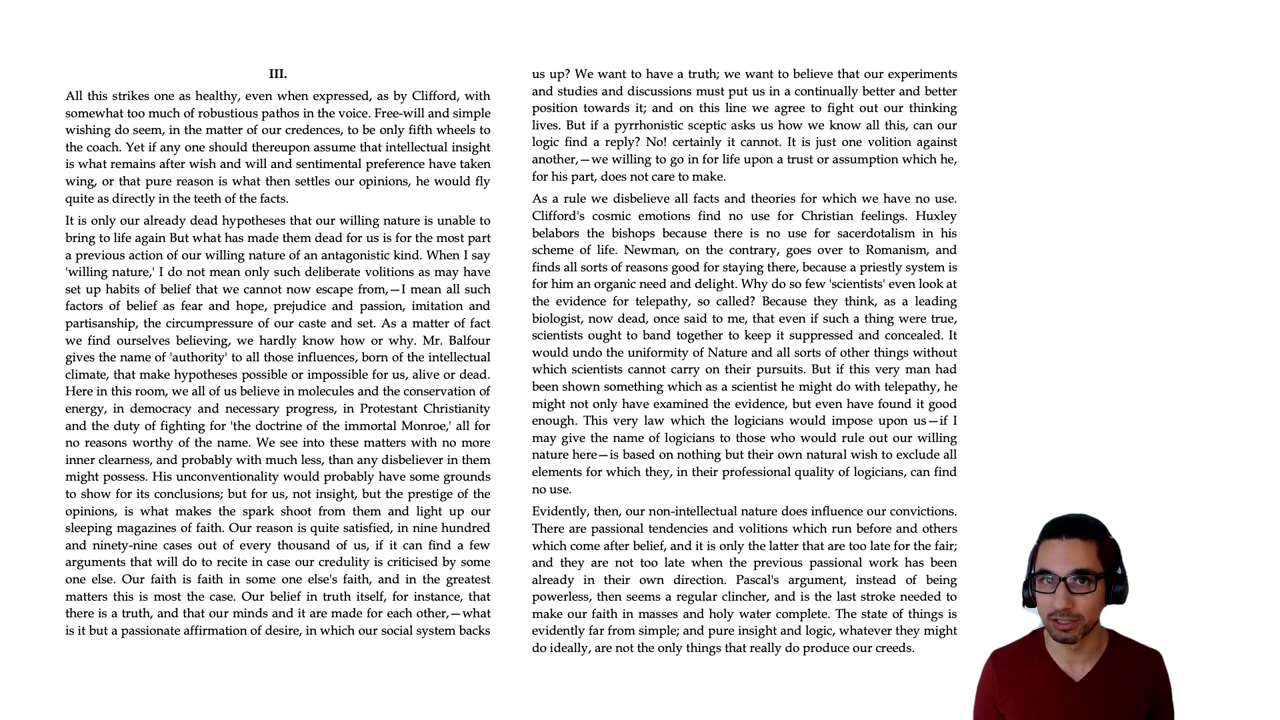 III.
All this strikes one as healthy, even when expressed, as by Clifford, with
somewhat too much of robustious pathos in the voice. Free-will and simple
wishing do seem, in the matter of our credences, to be only fifth wheels to
the coach. Yet if any one should thereupon assume that intellectual insight
is what remains after wish and will and sentimental preference have taken
wing, or that pure reason is what then settles our opinions, he would fly
quite as directly in the teeth of the facts.
It is only our already dead hypotheses that our willing nature is unable to
bring to life again But what has made them dead for us is for the most part
a previous action of our willing nature of an antagonistic kind. When I say
'willing nature,' I do not mean only such deliberate volitions as may have
set up habits of belief that we cannot now escape from,—I mean all such
factors of belief as fear and hope, prejudice and passion, imitation and
partisanship, the circumpressure of our caste and set. As a matter of fact
we find ourselves believing, we hardly know how or why. Mr. Balfour
gives the name of 'authority' to all those influences, born of the intellectual
climate, that make hypotheses possible or impossible for us, alive or dead.
Here in this room, we all of us believe in molecules and the conservation of
energy, in democracy and necessary progress, in Protestant Christianity
and the duty of fighting for 'the doctrine of the immortal Monroe,' all for
no reasons worthy of the name. We see into these matters with no more
inner clearness, and probably with much less, than any disbeliever in them
might possess. His unconventionality would probably have some grounds
to show for its conclusions; but for us, not insight, but the prestige of the
opinions, is what makes the spark shoot from them and light up our
sleeping magazines of faith. Our reason is quite satisfied, in nine hundred
and ninety-nine cases out of every thousand of us, if it can find a few
arguments that will do to recite in case our credulity is criticised by some
one else. Our faith is faith in some one else's faith, and in the greatest
matters this is most the case. Our belief in truth itself, for instance, that
there is a truth, and that our minds and it are made for each other,—what
is it but a passionate affirmation of desire, in which our social system backs
us up? We want to have a truth; we want to believe that our experiments
and studies and discussions must put us in a continually better and better
position towards it; and on this line we agree to fight out our thinking
lives. But if a pyrrhonistic sceptic asks us how we know all this, can our
logic find a reply? No! certainly it cannot. It is just one volition against
another,—we willing to go in for life upon a trust or assumption which he,
for his part, does not care to make.
As a rule we disbelieve all facts and theories for which we have no use.
Clifford's cosmic emotions find no use for Christian feelings. Huxley
belabors the bishops because there is no use for sacerdotalism in his
scheme of life. Newman, on the contrary, goes over to Romanism, and
finds all sorts of reasons good for staying there, because a priestly system is
for him an organic need and delight. Why do so few 'scientists' even look at
the evidence for telepathy, so called? Because they think, as a leading
biologist, now dead, once said to me, that even if such a thing were true,
scientists ought to band together to keep it suppressed and concealed. It
would undo the uniformity of Nature and all sorts of other things without
which scientists cannot carry on their pursuits. But if this very man had
been shown something which as a scientist he might do with telepathy, he
might not only have examined the evidence, but even have found it good
enough. This very law which the logicians would impose upon us—if I
may give the name of logicians to those who would rule out our willing
nature here—is based on nothing but their own natural wish to exclude all
elements for which they, in their professional quality of logicians, can find
no use.
Evidently, then, our non-intellectual nature does influence our convictions.
There are passional tendencies and volitions which run before and others
which come after belief, and it is only the latter that are too late for the fair;
and they are not too late when the previous passional work has been
already in their own direction. Pascal's argument, instead of being
powerless, then seems a regular clincher, and is the last stroke needed to
make our faith in masses and holy water complete. The state of things is
evidently far from simple; and pure insight and logic, whatever they might
do ideally, are not the only things that really do produce our creeds.